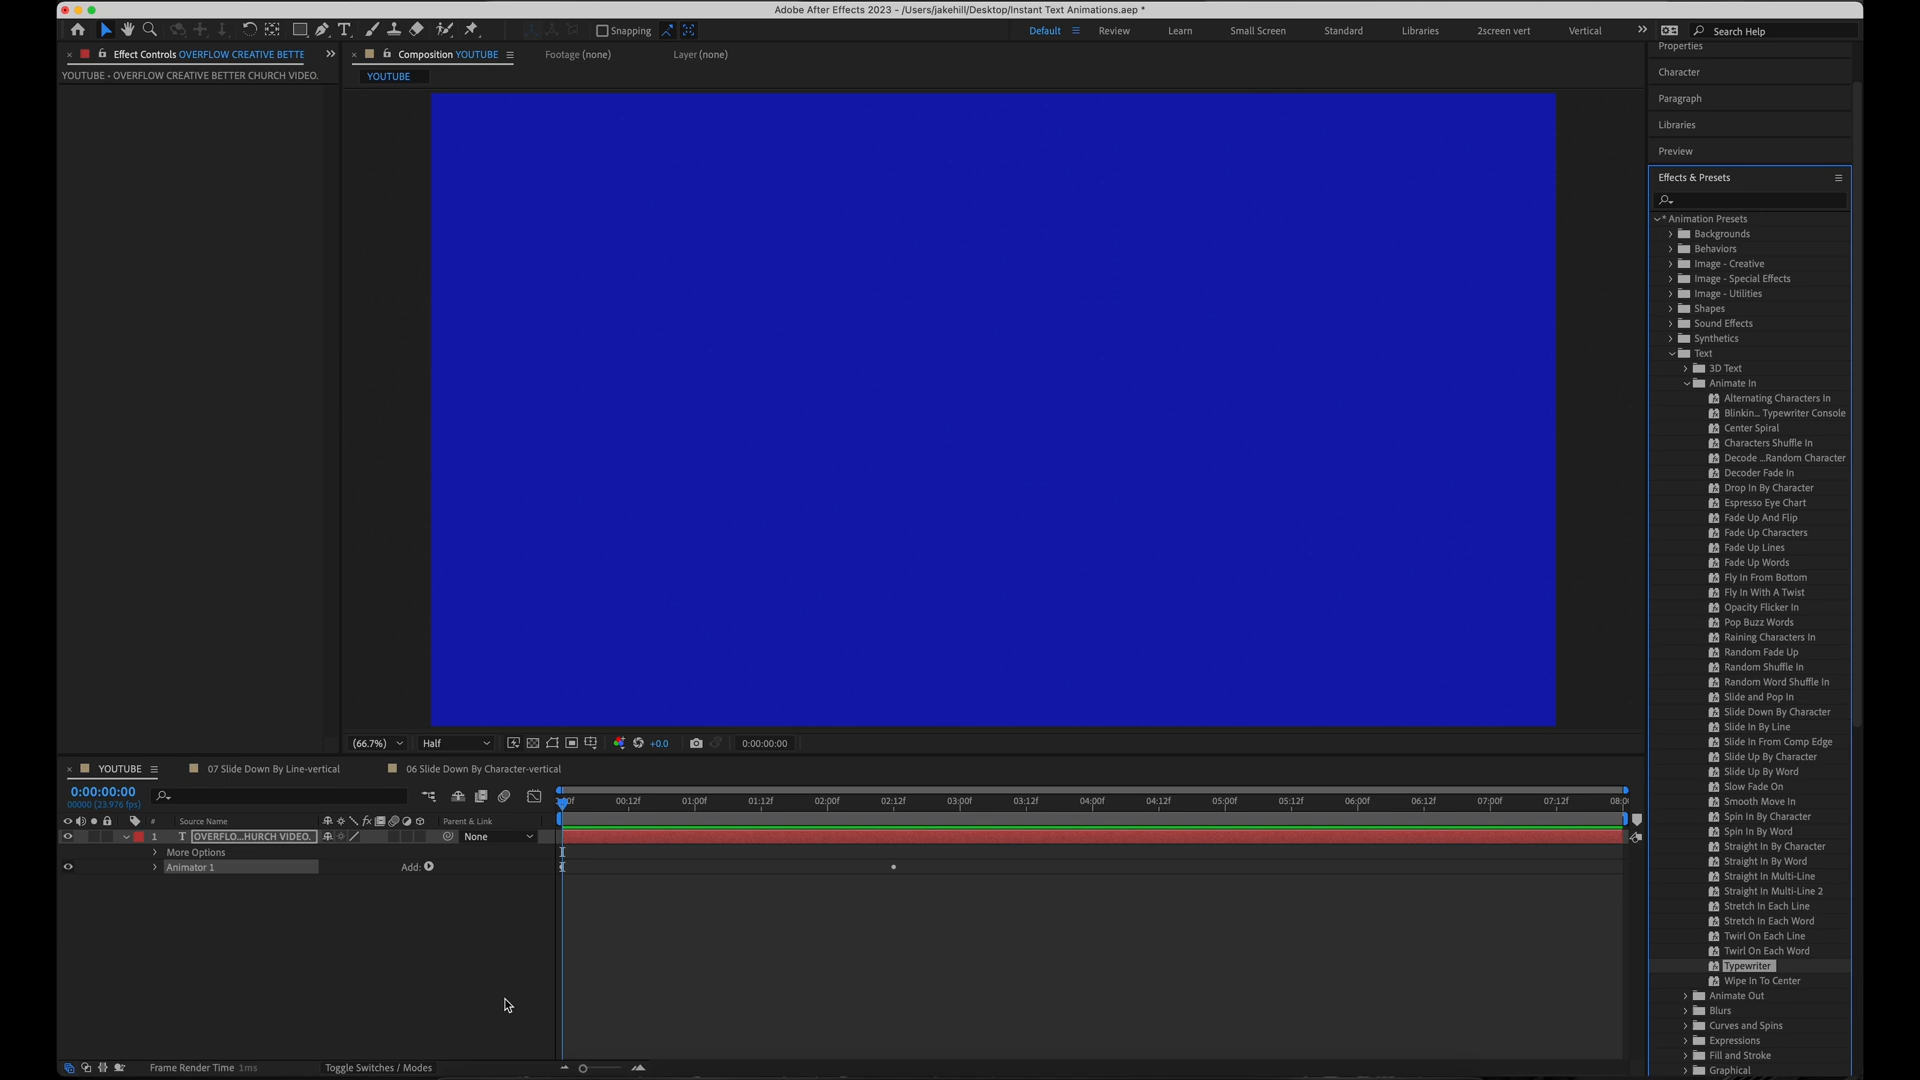 Adobe After Effects 2023 - /Users/jakehill/Desktop/Instant Text Animations.aep *
Snapping
Default
Review
Learn
Small Screen
Standard
Libraries
2screen vert
Vertical
Search Help
Effect Controls OVERFLOW CREATIVE BETTE
Composition YOUTUBE
Footage (none)
Layer (none)
YOUTUBE • OVERFLOW CREATIVE BETTER CHURCH VIDEO.
YOUTUBE
Properties
Character
Paragraph
Libraries
Preview
Effects & Presets
* Animation Presets
Backgrounds
Behaviors
Image - Creative
Image - Special Effects
Image - Utilities
Shapes
Sound Effects
Synthetics
Text
3D Text
Animate In
Alternating Characters In
Blinkin... Typewriter Console
Center Spiral
Characters Shuffle In
Decode ...Random Character
Decoder Fade In
Drop In By Character
Espresso Eye Chart
Fade Up And Flip
Fade Up Characters
Fade Up Lines
Fade Up Words
Fly In From Bottom
Fly In With A Twist
Opacity Flicker In
Pop Buzz Words
Raining Characters In
Random Fade Up
Random Shuffle In
Random Word Shuffle In
Slide and Pop In
Slide Down By Character
Slide In By Line
Slide In From Comp Edge
Slide Up By Character
Slide Up By Word
Slow Fade On
Smooth Move In
Spin In By Character
Spin In By Word
Straight In By Character
Straight In By Word
Straight In Multi-Line
Straight In Multi-Line 2
Stretch In Each Line
Stretch In Each Word
Twirl On Each Line
Twirl On Each Word
Typewriter
Wipe In To Center
Animate Out
Blurs
Curves and Spins
Expressions
Fill and Stroke
Graphical
(66.7%)
Half
+0.0
0:00:00:00
YOUTUBE
07 Slide Down By Line-vertical
06 Slide Down By Character-vertical
0:00:00:00
00000 (23.976 fps)
00:12f 01:00f 01:12f 02:00f 02:12f 03:00f 03:12f 04:00f 04:12f 05:00f 05:12f 06:00f 06:12f 07:00f 07:12f
# Source Name
Parent & Link
1 T OVERFLO...HURCH VIDEO.
None
More Options
Animator 1
Add:
Frame Render Time 1ms
Toggle Switches / Modes